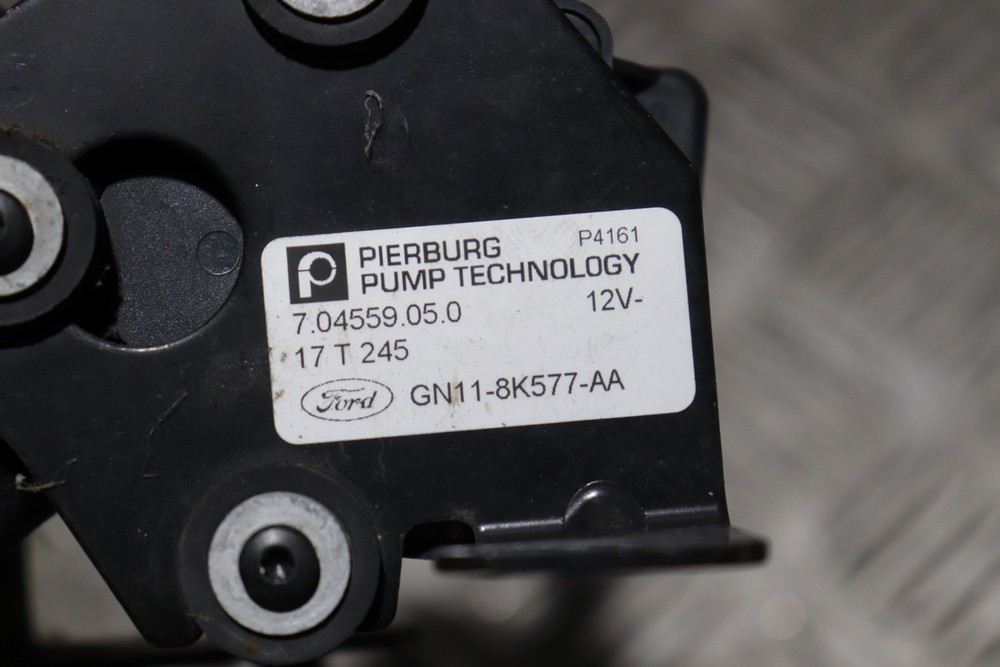 PIERBURG P4161
PUMP TECHNOLOGY
7.04559.05.0 12V-
17 T 245
Ford GN11-8K577-AA